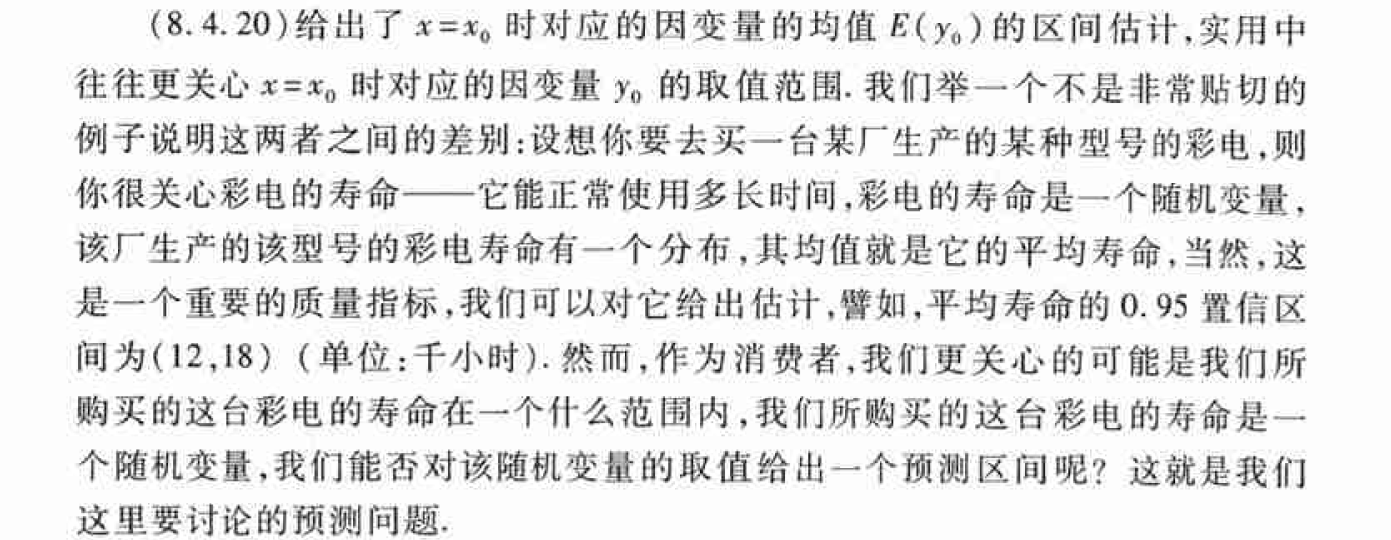 (8.4.20)给出了 x=x₀ 时对应的因变量的均值 E(y₀)的区间估计,实用中
往往更关心 x=x₀ 时对应的因变量 y₀ 的取值范围. 我们举一个不是非常贴切的
例子说明这两者之间的差别:设想你要去买一台某厂生产的某种型号的彩电,则
你很关心彩电的寿命——它能正常使用多长时间,彩电的寿命是一个随机变量,
该厂生产的该型号的彩电寿命有一个分布,其均值就是它的平均寿命,当然,这
是一个重要的质量指标,我们可以对它给出估计,譬如,平均寿命的 0.95 置信区
间为(12,18) (单位:千小时). 然而,作为消费者,我们更关心的可能是我们所
购买的这台彩电的寿命在一个什么范围内,我们所购买的这台彩电的寿命是一
个随机变量,我们能否对该随机变量的取值给出一个预测区间呢? 这就是我们
这里要讨论的预测问题.